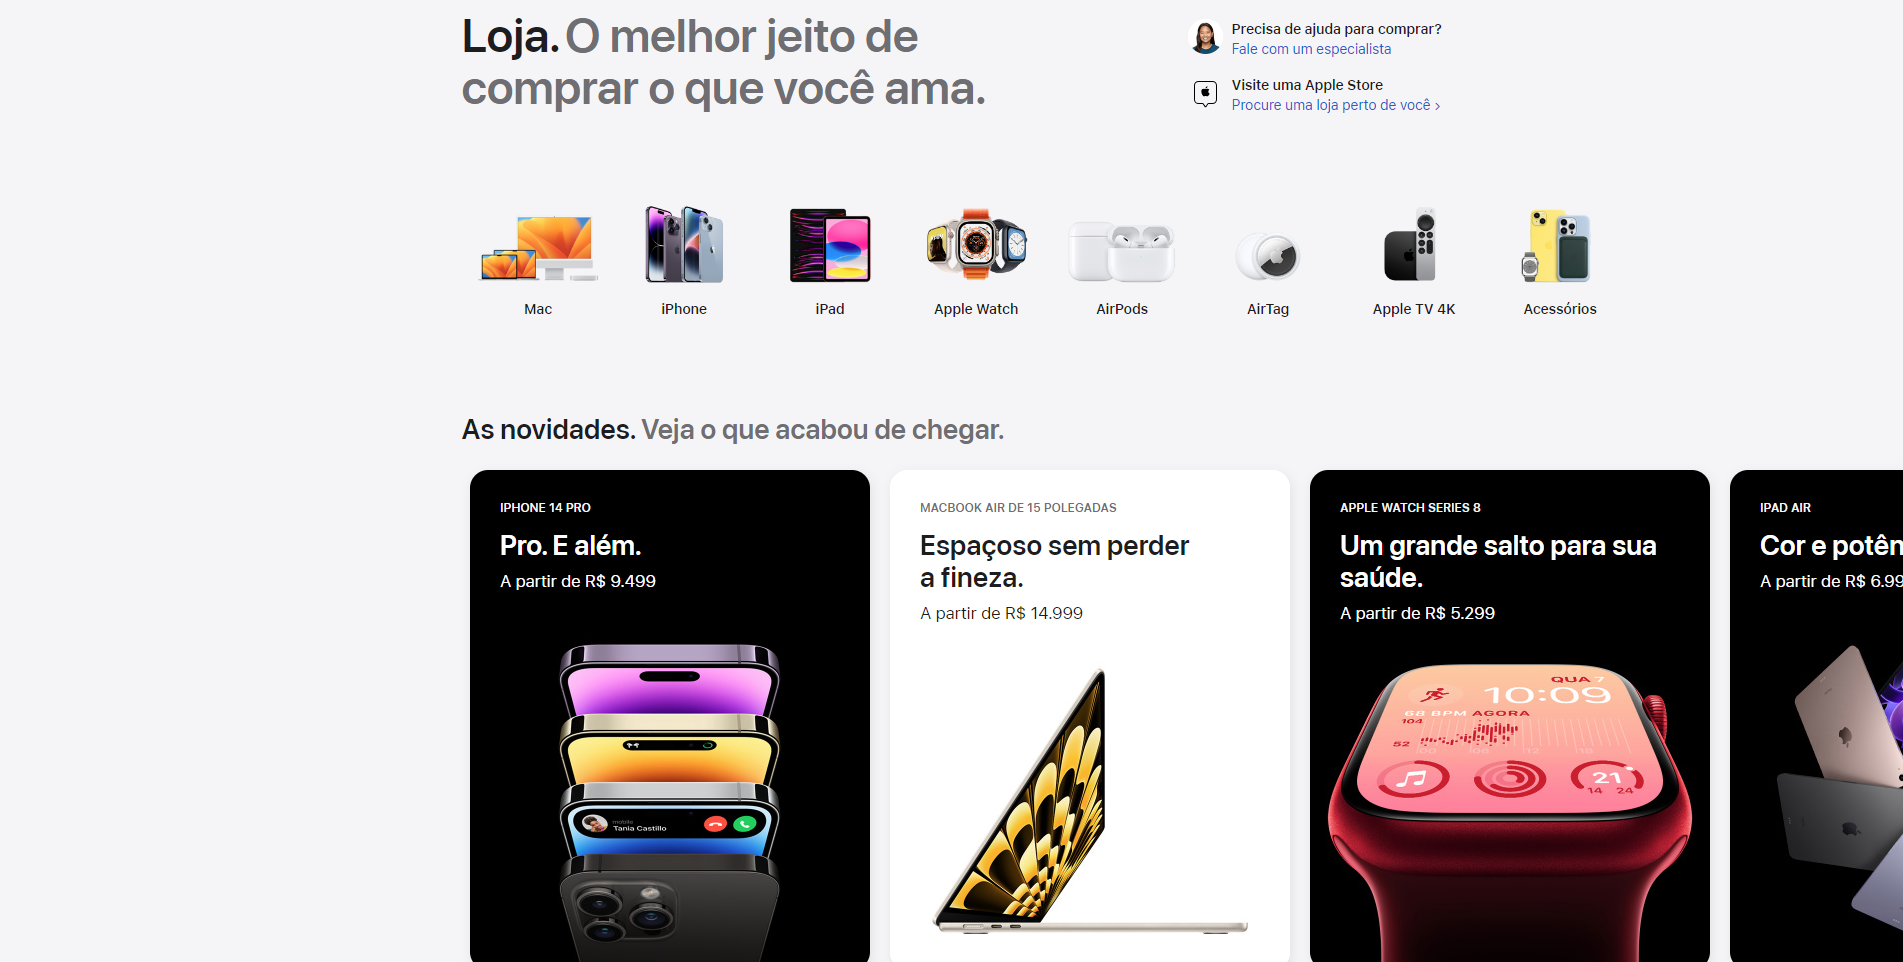 Loja. O melhor jeito de
comprar o que você ama.
Precisa de ajuda para comprar?
Fale com um especialista
Visite uma Apple Store
Procure uma loja perto de você >
Mac
iPhone
iPad
Apple Watch
AirPods
AirTag
Apple TV 4K
Acessórios
As novidades. Veja o que acabou de chegar.
IPHONE 14 PRO
Pro. E além.
A partir de R$ 9.499
mobile
Tania Castillo
MACBOOK AIR DE 15 POLEGADAS
Espaçoso sem perder
a fineza.
A partir de R$ 14.999
APPLE WATCH SERIES 8
Um grande salto para sua
saúde.
A partir de R$ 5.299
QUA 7
10:09
68 BPM AGORA
104
52
21
14 24
IPAD AIR
Cor e potên
A partir de R$ 6.99